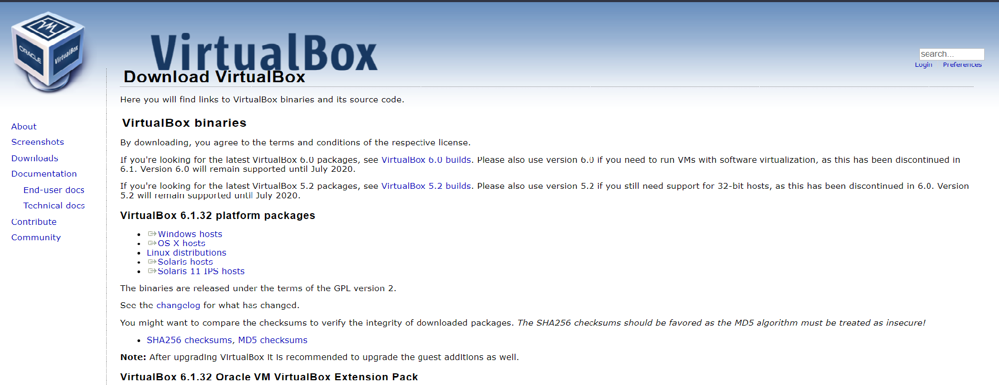 ORACLE
VirtualBox
VirtualBox
search...
Login Preferences
Download VirtualBox
Here you will find links to VirtualBox binaries and its source code.
About
Screenshots
Downloads
Documentation
End-user docs
Technical docs
Contribute
Community
VirtualBox binaries
By downloading, you agree to the terms and conditions of the respective license.
If you're looking for the latest VirtualBox 6.0 packages, see VirtualBox 6.0 builds. Please also use version 6.0 if you need to run VMs with software virtualization, as this has been discontinued in
6.1. Version 6.0 will remain supported until July 2020.
If you're looking for the latest VirtualBox 5.2 packages, see VirtualBox 5.2 builds. Please also use version 5.2 if you still need support for 32-bit hosts, as this has been discontinued in 6.0. Version
5.2 will remain supported until July 2020.
VirtualBox 6.1.32 platform packages
• Windows hosts
• OS X hosts
• Linux distributions
• Solaris hosts
• Solaris 11 IPS hosts
The binaries are released under the terms of the GPL version 2.
See the changelog for what has changed.
You might want to compare the checksums to verify the integrity of downloaded packages. The SHA256 checksums should be favored as the MD5 algorithm must be treated as insecure!
• SHA256 checksums, MD5 checksums
Note: After upgrading VirtualBox it is recommended to upgrade the guest additions as well.
VirtualBox 6.1.32 Oracle VM VirtualBox Extension Pack